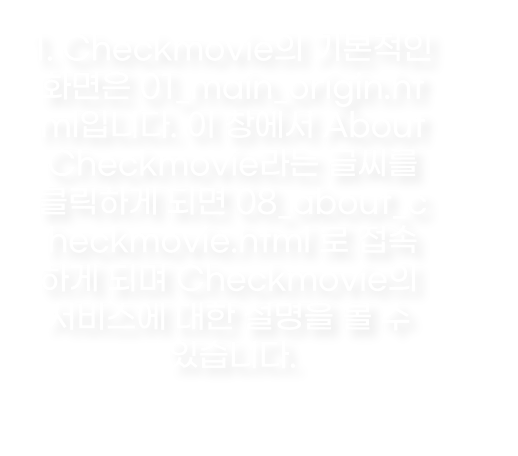 1. Checkmovie의 기본적인
화면은 01_main_origin.ht
ml입니다. 이 창에서 About
Checkmovie라는 글씨를
클릭하게 되면 08_about_c
heckmovie.html 로 접속
하게 되며 Checkmovie의
서비스에 대한 설명을 볼 수
있습니다.